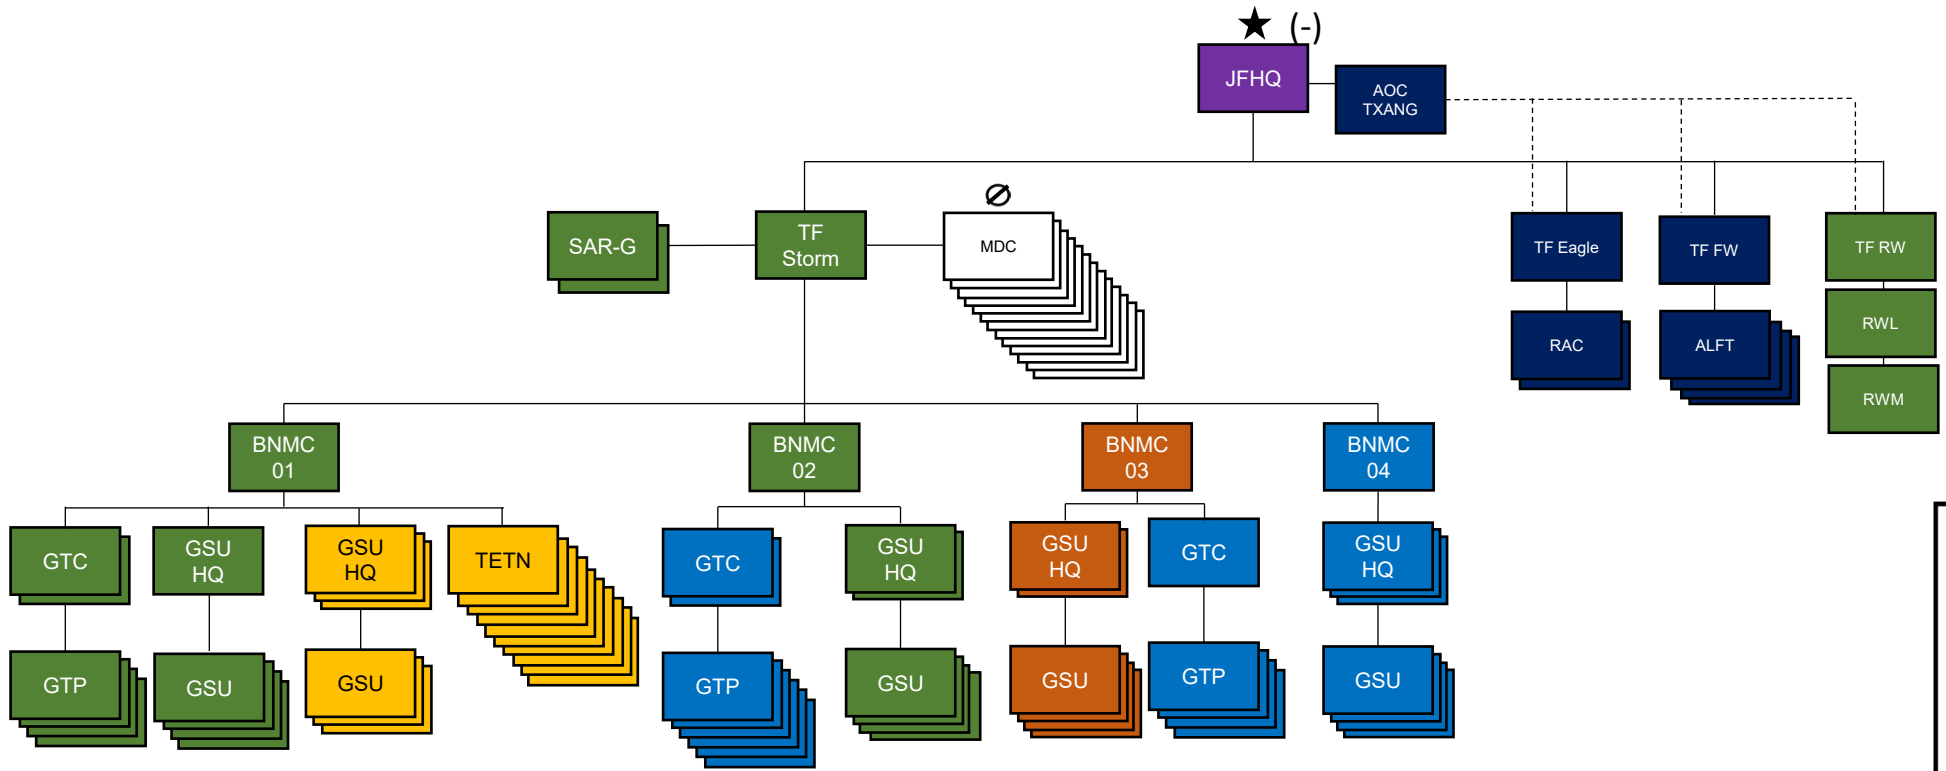 (-)
JFHQ
AOC
TXANG
SAR-G
TF
Storm
MDC
TF Eagle
TF FW
TF RW
RAC
ALFT
RWL
RWM
BNMC
01
BNMC
02
BNMC
03
BNMC
04
GTC
GSU
HQ
GSU
HQ
TETN
GTC
GSU
HQ
GSU
HQ
GTC
GSU
HQ
GTP
GSU
GSU
GTP
GSU
GSU
GTP
GSU